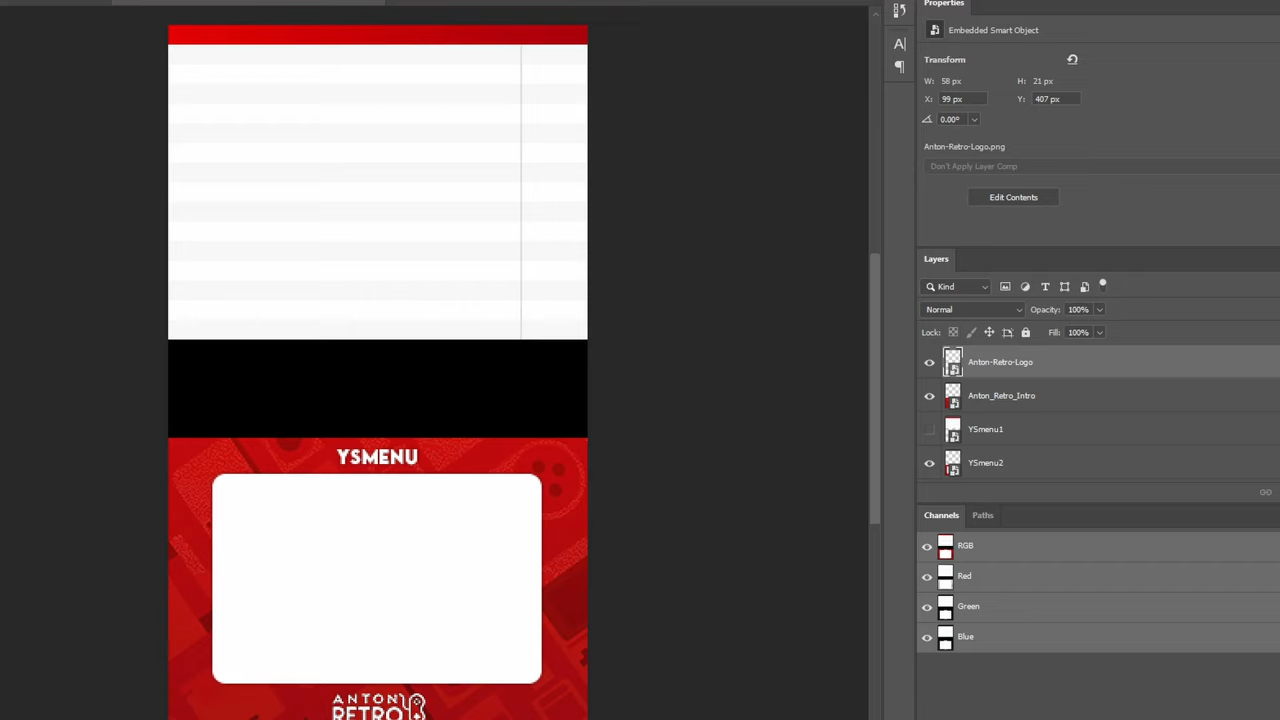 Properties
Embedded Smart Object
Transform
W: 58 px H: 21 px
X: 99 px Y: 407 px
0.00°
Anton-Retro-Logo.png
Don't Apply Layer Comp
Edit Contents
Layers
Kind
Normal Opacity: 100%
Lock: Fill: 100%
Anton-Retro-Logo
Anton_Retro_Intro
YSmenu1
YSmenu2
Channels Paths
RGB
Red
Green
Blue
YSMENU
ANTON
RETRO